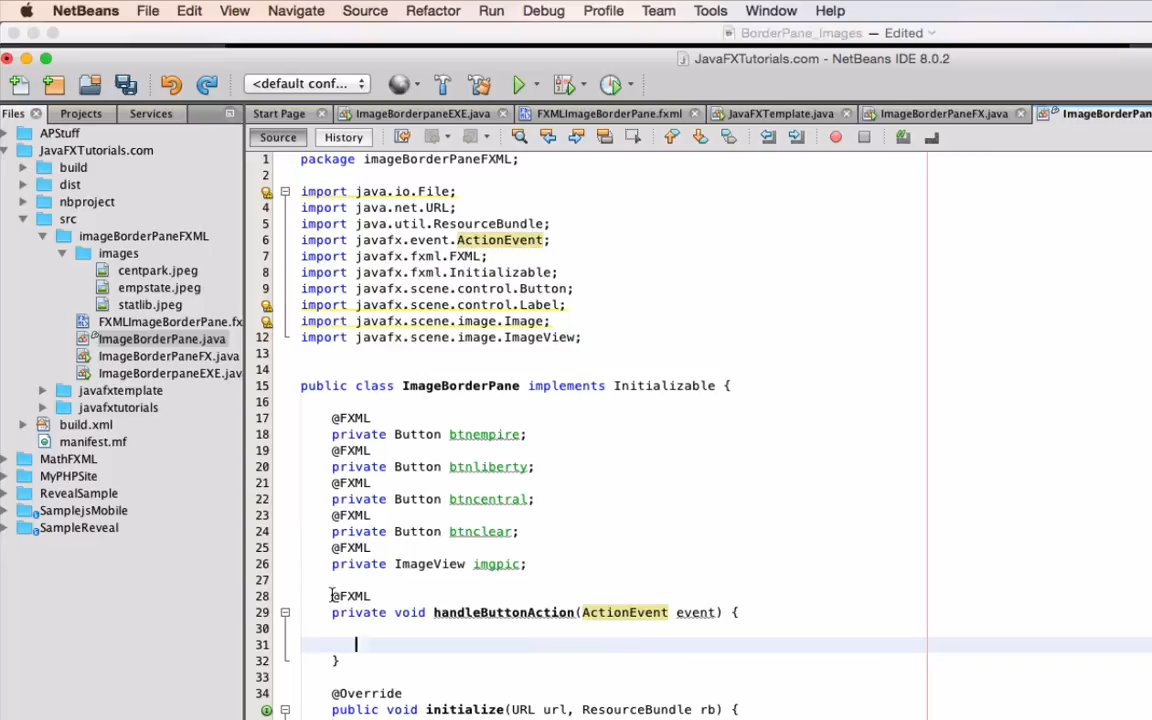 NetBeans File Edit View Navigate Source Refactor Run Debug Profile Team Tools Window Help
BorderPane_Images — Edited
JavaFXTutorials.com - NetBeans IDE 8.0.2
<default conf...
Files Projects Services
Start Page ImageBorderpaneEXE.java FXMLImageBorderPane.fxml JavaFXTemplate.java ImageBorderPaneFX.java ImageBorderPan
Source History
APStuff
JavaFXTutorials.com
build
dist
nbproject
src
imageBorderPaneFXML
images
centpark.jpeg
empstate.jpeg
statlib.jpeg
FXMLImageBorderPane.fx
ImageBorderPane.java
ImageBorderPaneFX.java
ImageBorderpaneEXE.java
javafxtemplate
javafxtutorials
build.xml
manifest.mf
MathFXML
MyPHPSite
RevealSample
SamplejsMobile
SampleReveal
1 package imageBorderPaneFXML;
2
import java.io.File;
4 import java.net.URL;
5 import java.util.ResourceBundle;
6 import javafx.event.ActionEvent;
7 import javafx.fxml.FXML;
8 import javafx.fxml.Initializable;
9 import javafx.scene.control.Button;
import javafx.scene.control.Label;
import javafx.scene.image.Image;
12 import javafx.scene.image.ImageView;
13
14
15 public class ImageBorderPane implements Initializable {
16
17 @FXML
18 private Button btnempire;
19 @FXML
20 private Button btnliberty;
21 @FXML
22 private Button btncentral;
23 @FXML
24 private Button btnclear;
25 @FXML
26 private ImageView imgpic;
27
28 @FXML
29 private void handleButtonAction(ActionEvent event) {
30
31
32 }
33
34 @Override
public void initialize(URL url, ResourceBundle rb) {